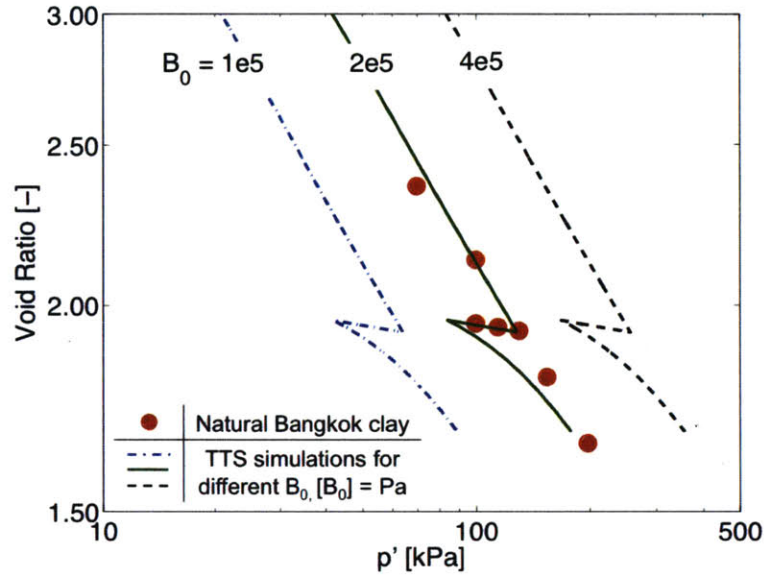 3.00
B0 = 1e5
2e5
4e5
2.50
Void Ratio [−]
2.00
Natural Bangkok clay
TTS simulations for
different B0, [B0] = Pa
1.50
10
100
500
p' [kPa]